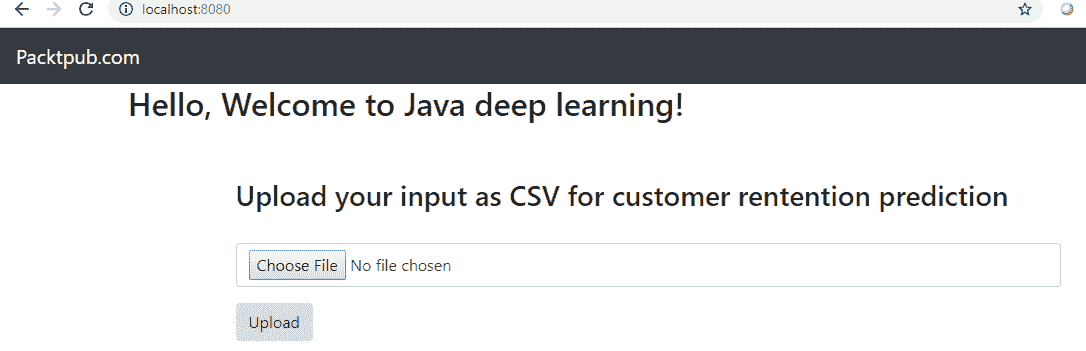 localhost:8080
Packtpub.com
Hello, Welcome to Java deep learning!
Upload your input as CSV for customer rentention prediction
Choose File No file chosen
Upload